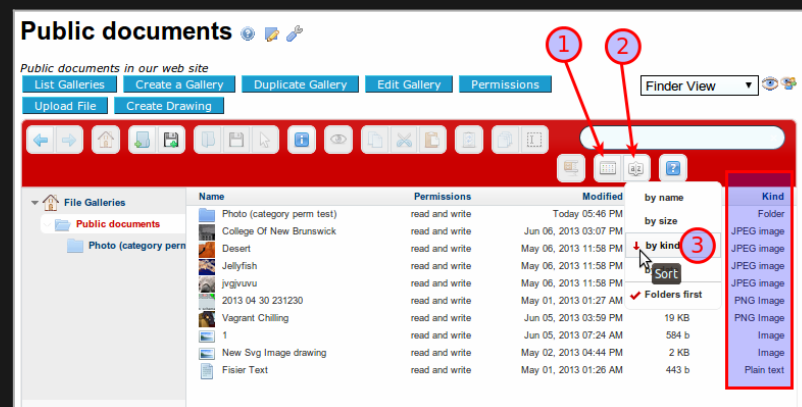 Public documents
1
2
Public documents in our web site
List Galleries Create a Gallery Duplicate Gallery Edit Gallery Permissions
Finder View
Upload File Create Drawing
File Galleries
Public documents
Photo (category perm
Name Permissions Modified Kind
Photo (category perm test) read and write Today 05:46 PM Folder
College Of New Brunswick read and write Jun 06, 2013 03:07 PM JPEG image
Desert read and write May 06, 2013 11:58 PM JPEG image
Jellyfish read and write May 06, 2013 11:58 PM JPEG image
jvgjvuvu read and write May 06, 2013 11:58 PM JPEG image
2013 04 30 231230 read and write May 01, 2013 01:27 AM PNG Image
Vagrant Chilling read and write Jun 05, 2013 03:59 PM 19 KB PNG Image
1 read and write Jun 05, 2013 07:24 AM 584 b Image
New Svg Image drawing read and write May 02, 2013 04:44 PM 2 KB Image
Fisier Text read and write May 01, 2013 01:26 AM 443 b Plain text
by name
by size
by kind
3
Sort
Folders first